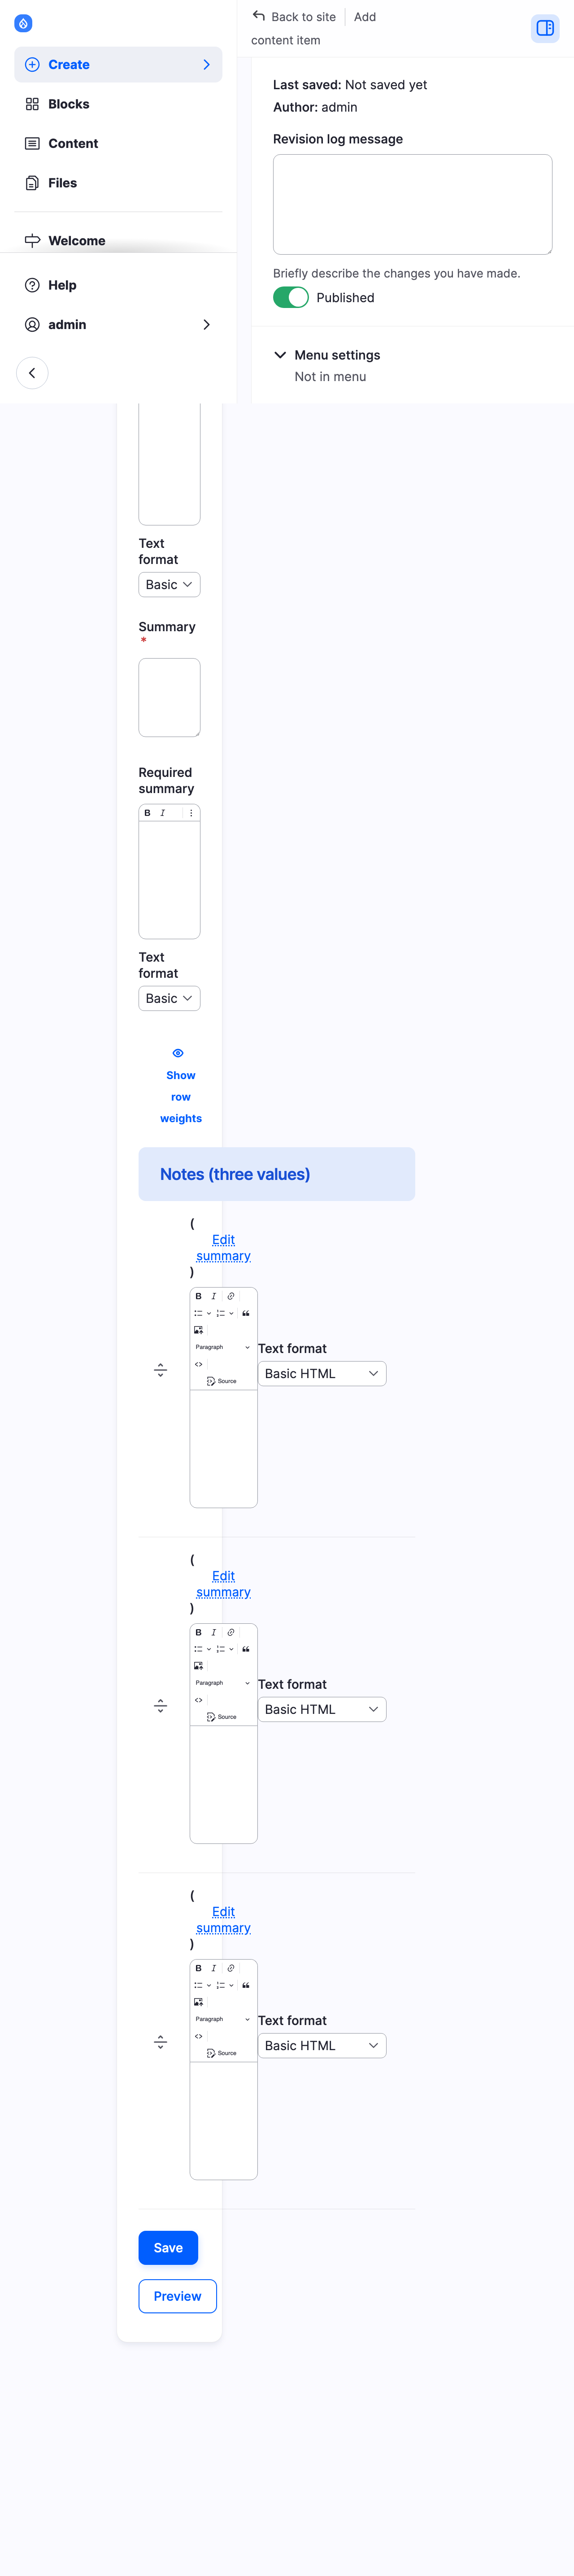 Create
Blocks
Content
Files
Welcome
Help
admin
Back to site
Add
content item
Last saved: Not saved yet
Author: admin
Revision log message
Briefly describe the changes you have made.
Published
Menu settings
Not in menu
Text
format
Basic
Summary
*
Required
summary
B I
Text
format
Basic
Show
row
weights
Notes (three values)
(
Edit
summary
)
B I
Paragraph
Source
Text format
Basic HTML
(
Edit
summary
)
B I
Paragraph
Source
Text format
Basic HTML
(
Edit
summary
)
B I
Paragraph
Source
Text format
Basic HTML
Save
Preview